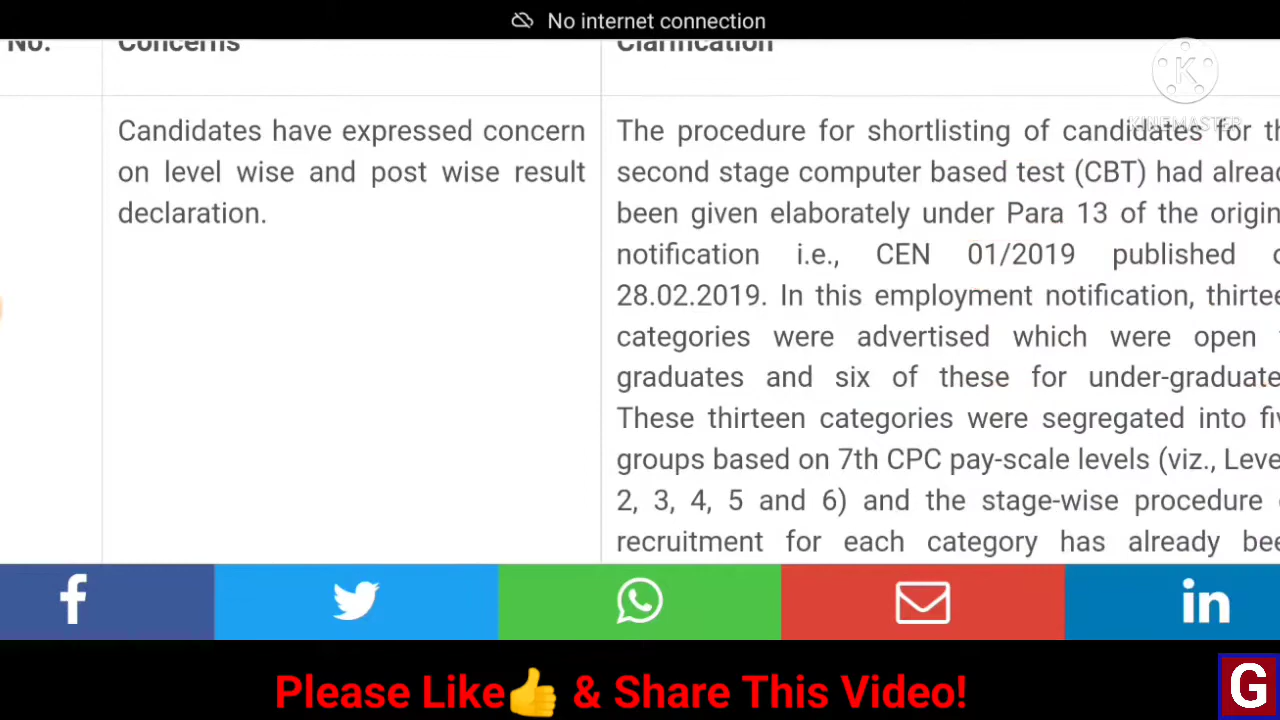 No internet connection
No. Concerns Clarification
K
KINEMASTER
Candidates have expressed concern
on level wise and post wise result
declaration.
The procedure for shortlisting of candidates for
second stage computer based test (CBT) had
been given elaborately under Para 13 of the
notification i.e., CEN 01/2019 published
28.02.2019. In this employment notification,
categories were advertised which were open
graduates and six of these for
These thirteen categories were segregated into
groups based on 7th CPC pay-scale levels (viz.,
2, 3, 4, 5 and 6) and the stage-wise procedure
recruitment for each category has already
f
in
Please Like👍 & Share This Video!
G